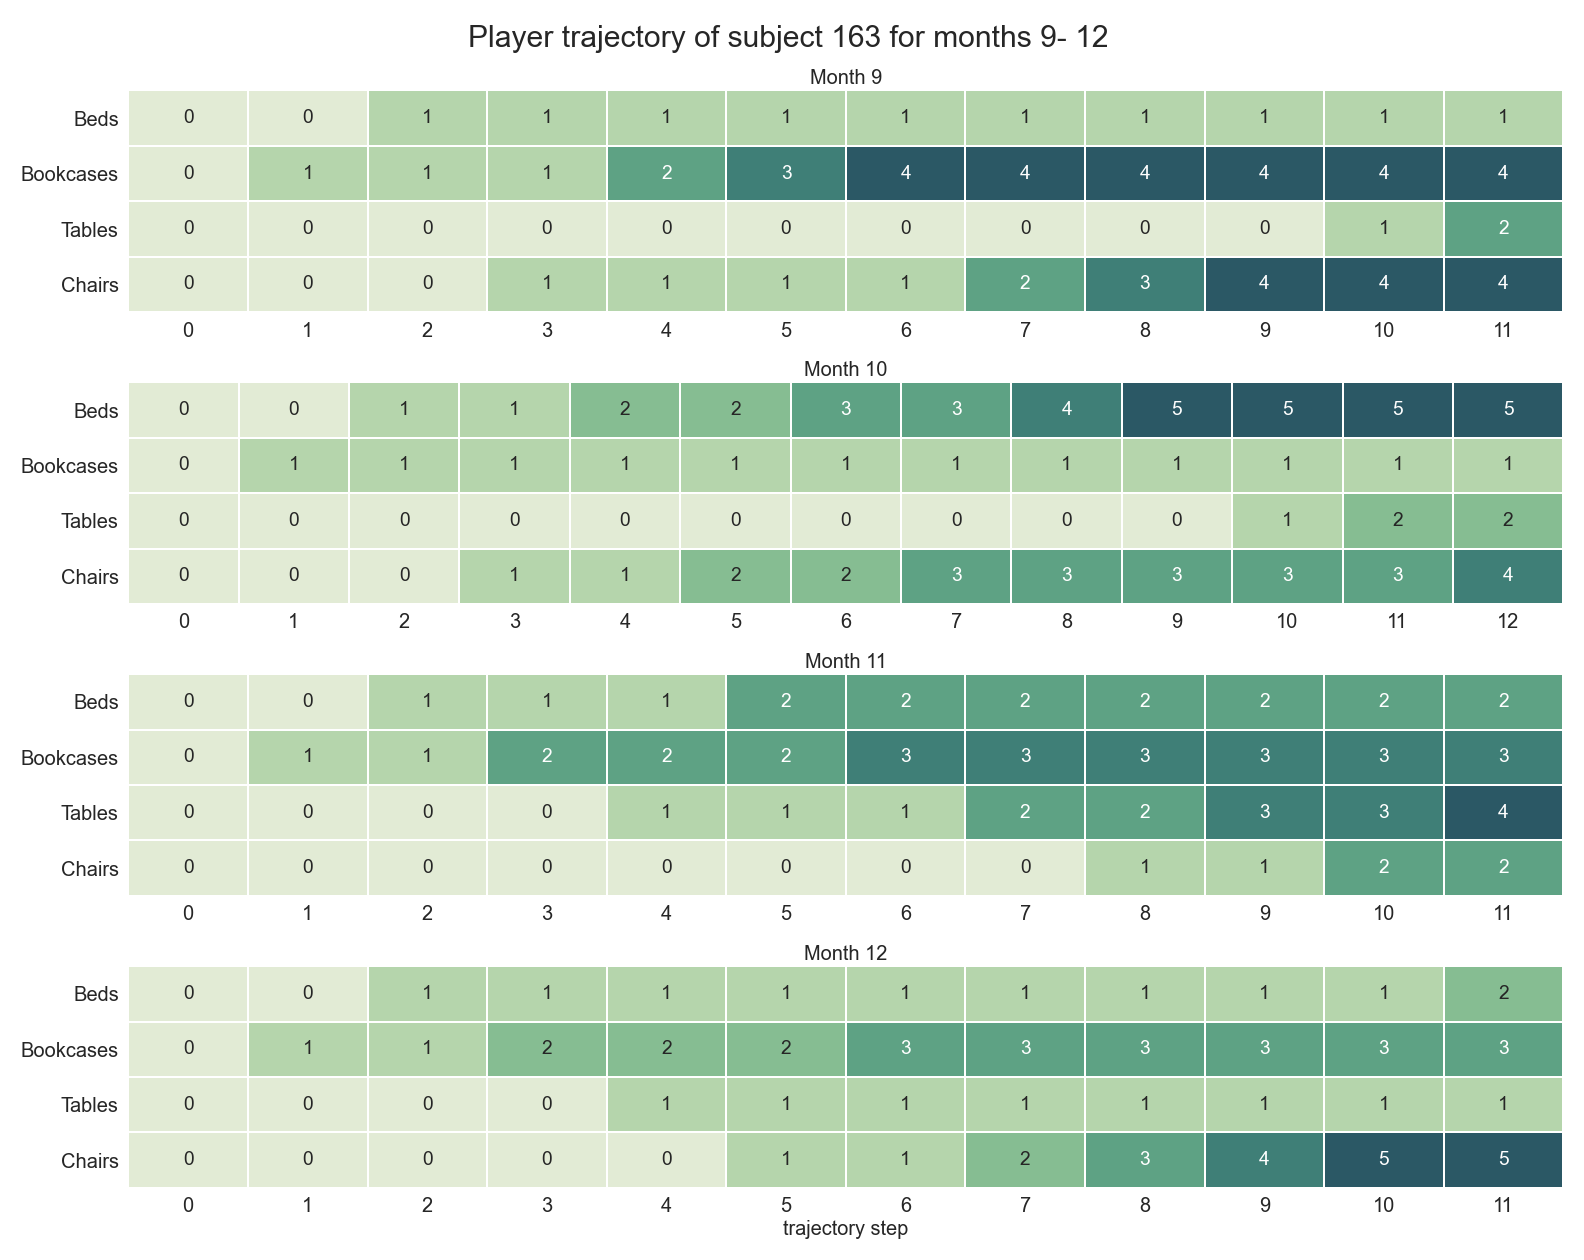 Player trajectory of subject 163 for months 9- 12
Month 9
Beds 0 0 1 1 1 1 1 1 1 1 1 1
Bookcases 0 1 1 1 2 3 4 4 4 4 4 4
Tables 0 0 0 0 0 0 0 0 0 0 1 2
Chairs 0 0 0 1 1 1 1 2 3 4 4 4
0 1 2 3 4 5 6 7 8 9 10 11
Month 10
Beds 0 0 1 1 2 2 3 3 4 5 5 5 5
Bookcases 0 1 1 1 1 1 1 1 1 1 1 1 1
Tables 0 0 0 0 0 0 0 0 0 0 1 2 2
Chairs 0 0 0 1 1 2 2 3 3 3 3 3 4
0 1 2 3 4 5 6 7 8 9 10 11 12
Month 11
Beds 0 0 1 1 1 2 2 2 2 2 2 2
Bookcases 0 1 1 2 2 2 3 3 3 3 3 3
Tables 0 0 0 0 1 1 1 2 2 3 3 4
Chairs 0 0 0 0 0 0 0 0 1 1 2 2
0 1 2 3 4 5 6 7 8 9 10 11
Month 12
Beds 0 0 1 1 1 1 1 1 1 1 1 2
Bookcases 0 1 1 2 2 2 3 3 3 3 3 3
Tables 0 0 0 0 1 1 1 1 1 1 1 1
Chairs 0 0 0 0 0 1 1 2 3 4 5 5
0 1 2 3 4 5 6 7 8 9 10 11
trajectory step